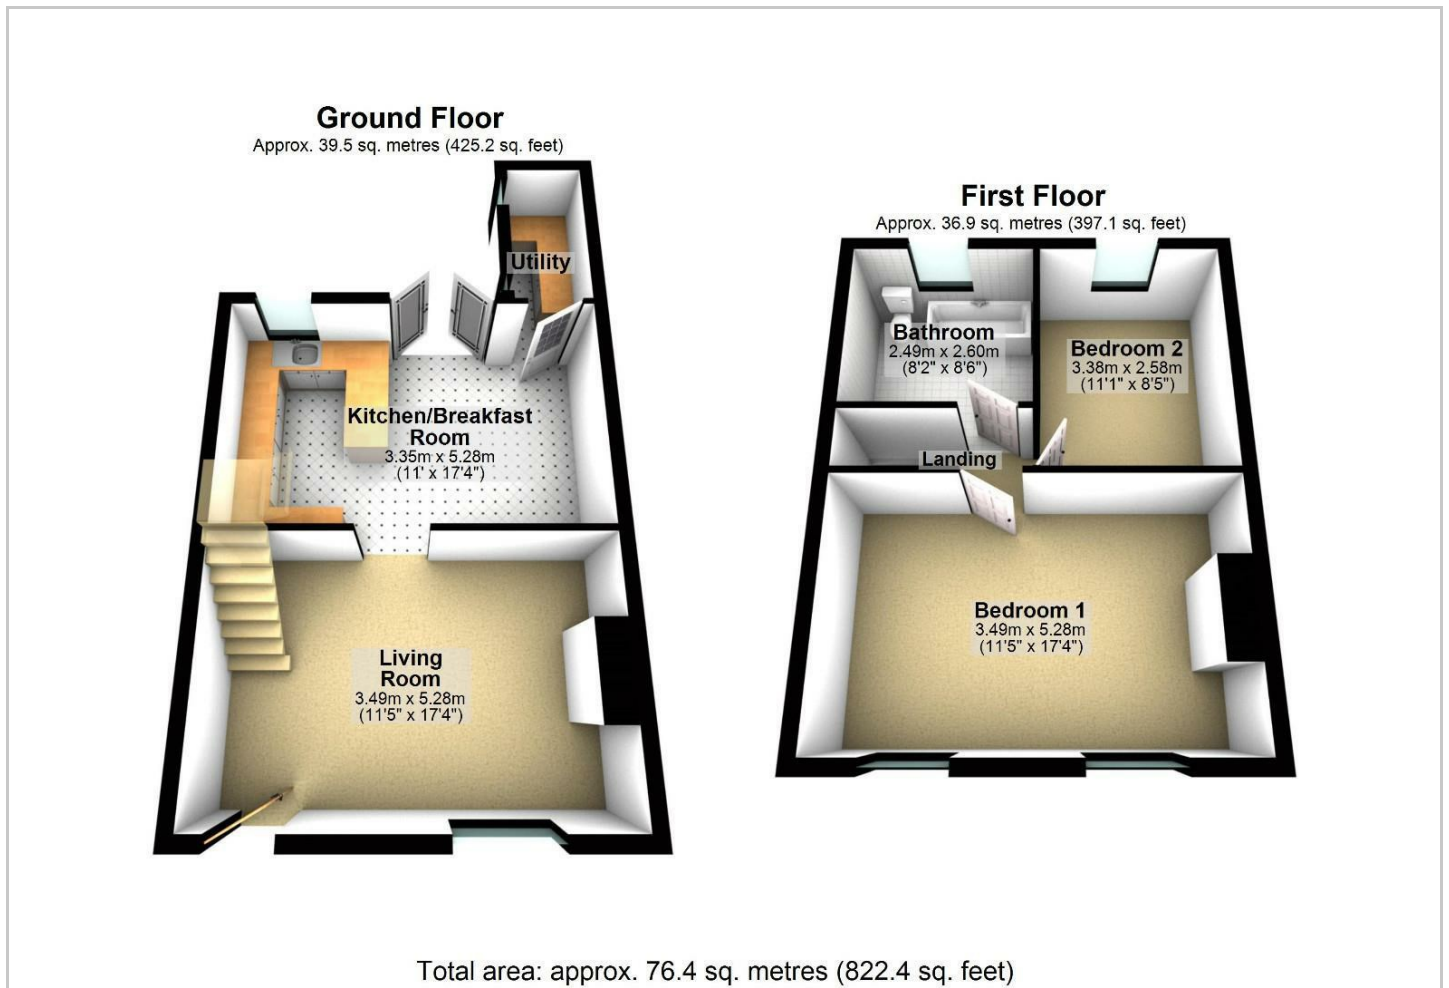 Ground Floor
Approx. 39.5 sq. metres (425.2 sq. feet)
Utility
Kitchen/Breakfast
Room
3.35m x 5.28m
(11' x 17'4")
Living
Room
3.49m x 5.28m
(11'5" x 17'4")
First Floor
Approx. 36.9 sq. metres (397.1 sq. feet)
Bathroom
2.49m x 2.60m
(8'2" x 8'6")
Bedroom 2
3.38m x 2.58m
(11'1" x 8'5")
Landing
Bedroom 1
3.49m x 5.28m
(11'5" x 17'4")
Total area: approx. 76.4 sq. metres (822.4 sq. feet)